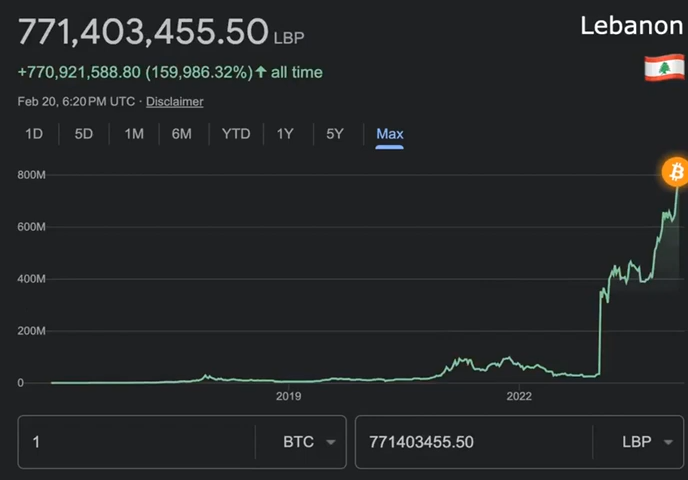 771,403,455.50 LBP
Lebanon
+770,921,588.80 (159,986.32%)↑ all time
Feb 20, 6:20 PM UTC · Disclaimer
1D 5D 1M 6M YTD 1Y 5Y Max
800M
600M
400M
200M
0
2019 2022
1 BTC 771403455.50 LBP